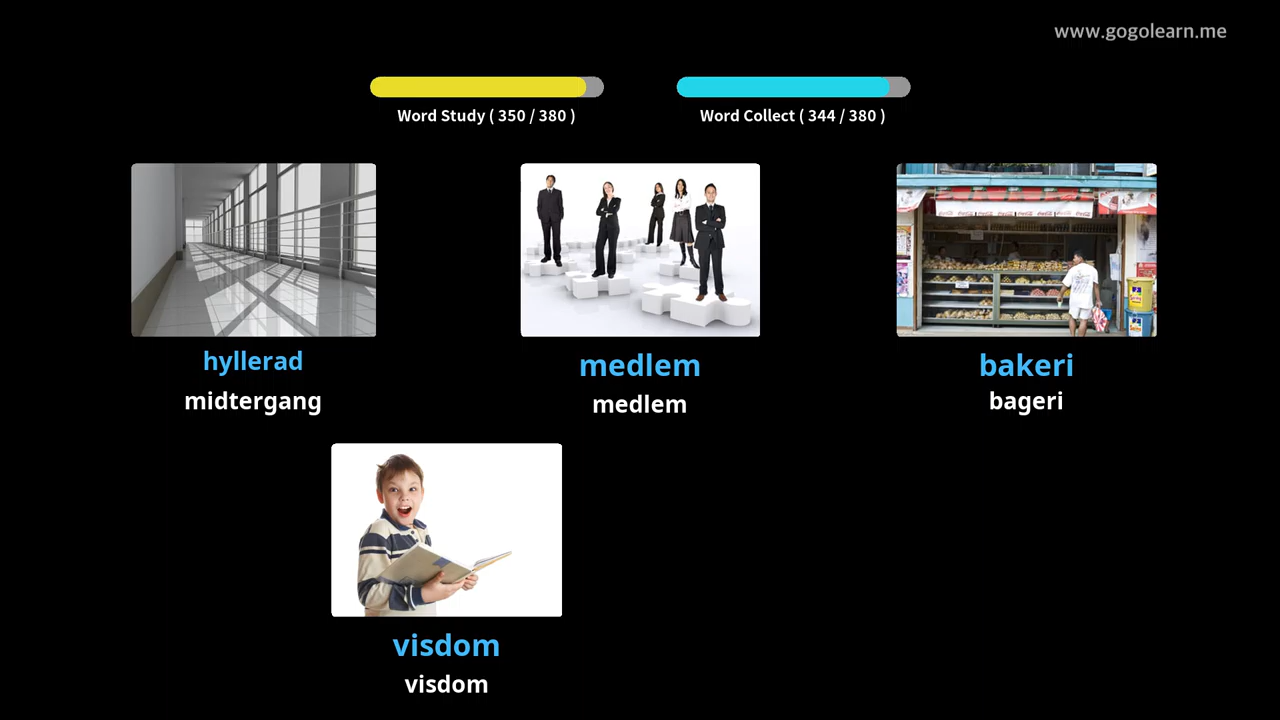 www.gogolearn.me
Word Study ( 350 / 380 )
Word Collect ( 344 / 380 )
hyllerad
medlem
bakeri
midtergang
medlem
bageri
visdom
visdom